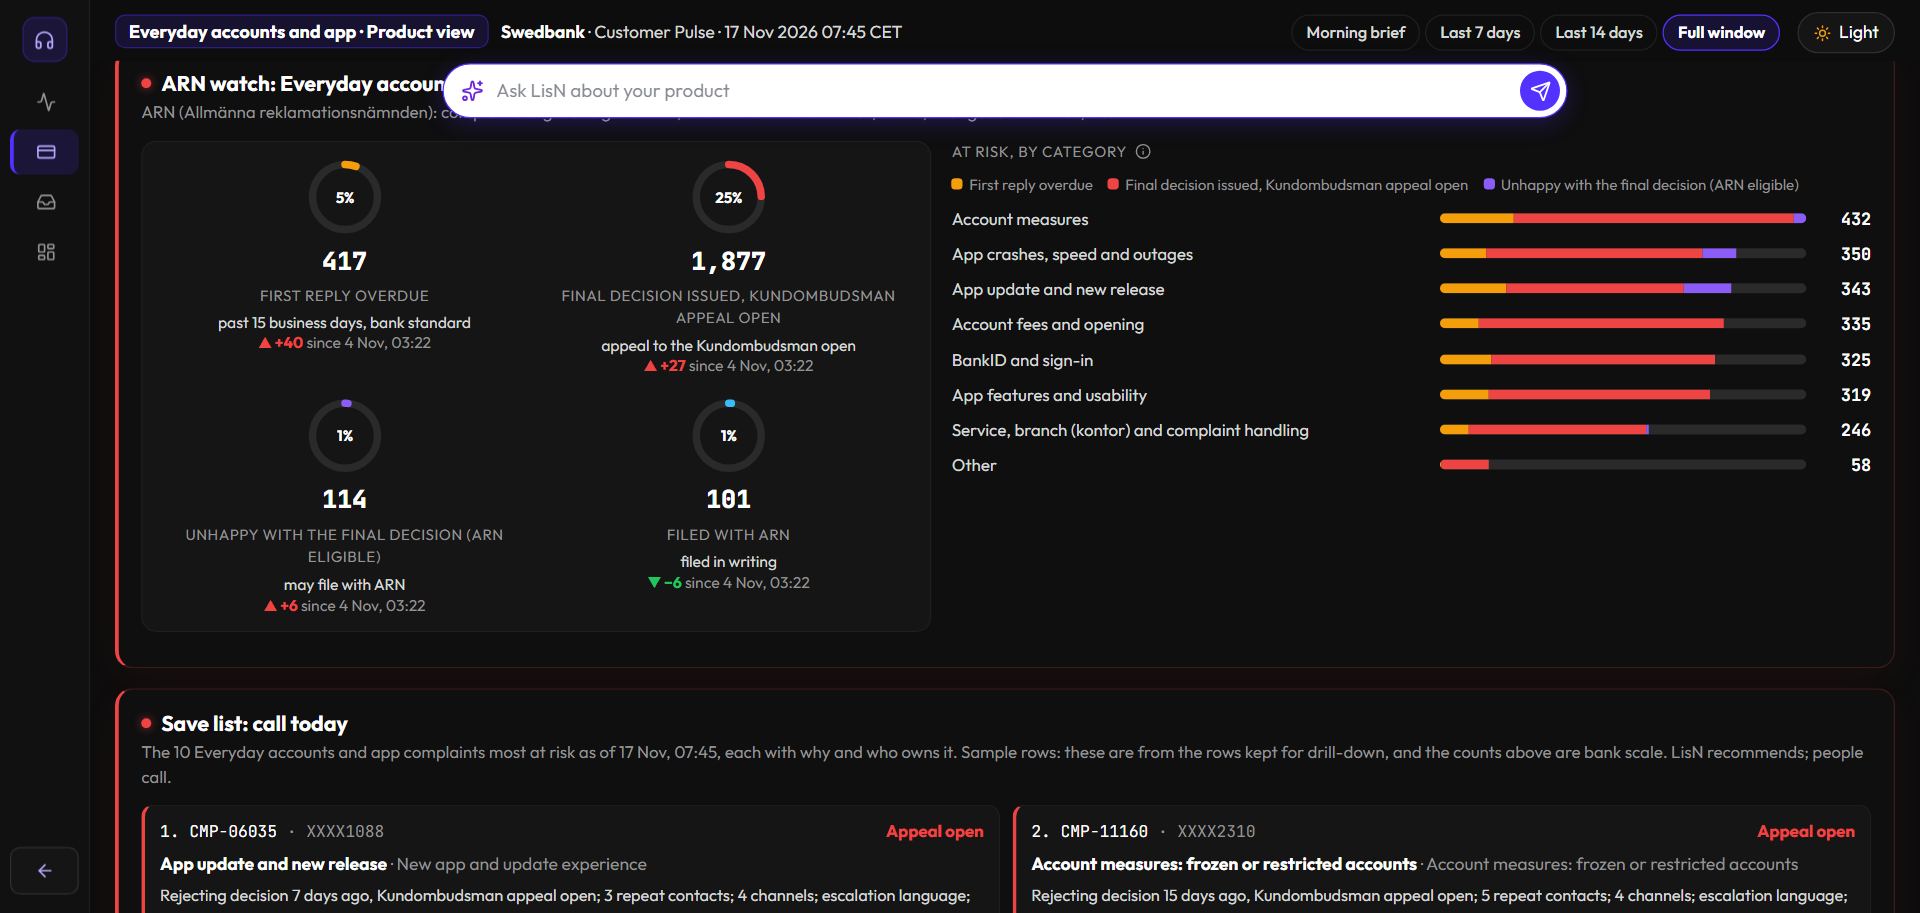 Everyday accounts and app · Product view
Swedbank · Customer Pulse · 17 Nov 2026 07:45 CET
Morning brief
Last 7 days
Last 14 days
Full window
Light
ARN watch: Everyday accoun
Ask LisN about your product
ARN (Allmänna reklamationsnämnden):
5%
417
FIRST REPLY OVERDUE
past 15 business days, bank standard
▲ +40 since 4 Nov, 03:22
25%
1,877
FINAL DECISION ISSUED, KUNDOMBUDSMAN
APPEAL OPEN
appeal to the Kundombudsman open
▲ +27 since 4 Nov, 03:22
1%
114
UNHAPPY WITH THE FINAL DECISION (ARN
ELIGIBLE)
may file with ARN
▲ +6 since 4 Nov, 03:22
1%
101
FILED WITH ARN
filed in writing
▼ −6 since 4 Nov, 03:22
AT RISK, BY CATEGORY
First reply overdue
Final decision issued, Kundombudsman appeal open
Unhappy with the final decision (ARN eligible)
Account measures 432
App crashes, speed and outages 350
App update and new release 343
Account fees and opening 335
BankID and sign-in 325
App features and usability 319
Service, branch (kontor) and complaint handling 246
Other 58
Save list: call today
The 10 Everyday accounts and app complaints most at risk as of 17 Nov, 07:45, each with why and who owns it. Sample rows: these are from the rows kept for drill-down, and the counts above are bank scale. LisN recommends; people
call.
1. CMP-06035 · XXXX1088
Appeal open
App update and new release · New app and update experience
Rejecting decision 7 days ago, Kundombudsman appeal open; 3 repeat contacts; 4 channels; escalation language;
2. CMP-11160 · XXXX2310
Appeal open
Account measures: frozen or restricted accounts · Account measures: frozen or restricted accounts
Rejecting decision 15 days ago, Kundombudsman appeal open; 5 repeat contacts; 4 channels; escalation language;